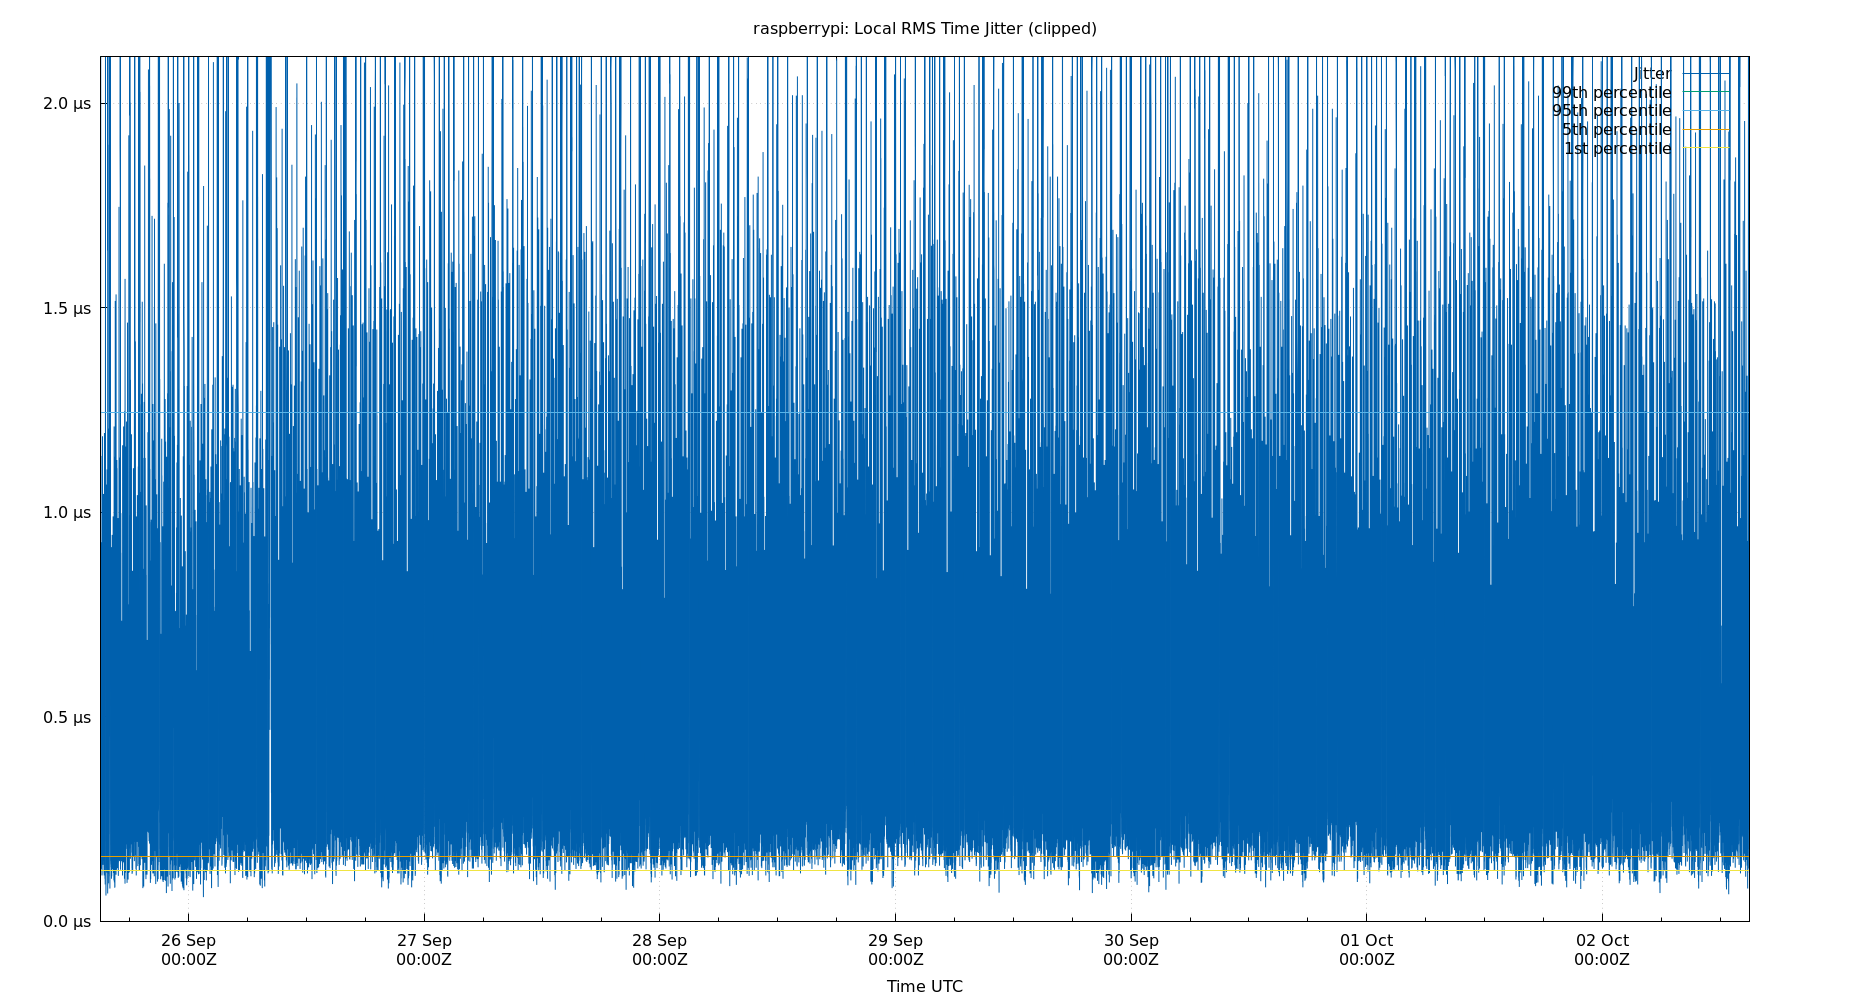 raspberrypi: Local RMS Time Jitter (clipped)
Jitter
99th percentile
95th percentile
5th percentile
1st percentile
2.0 µs
1.5 µs
1.0 µs
0.5 µs
0.0 µs
26 Sep 27 Sep 28 Sep 29 Sep 30 Sep 01 Oct 02 Oct
00:00Z 00:00Z 00:00Z 00:00Z 00:00Z 00:00Z 00:00Z
Time UTC